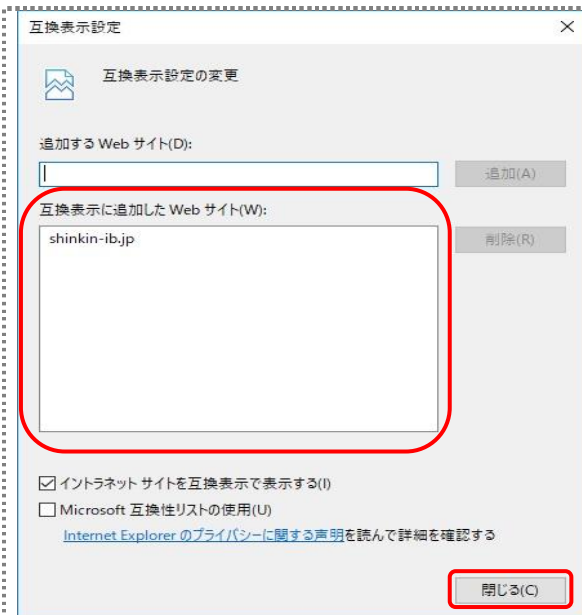 互換表示設定
互換表示設定の変更
追加する Web サイト(D):
追加(A)
互換表示に追加した Web サイト(W):
shinkin-ib.jp
削除(R)
イントラネット サイトを互換表示で表示する(I)
Microsoft 互換性リストの使用(U)
Internet Explorer のプライバシーに関する声明を読んで詳細を確認する
閉じる(C)